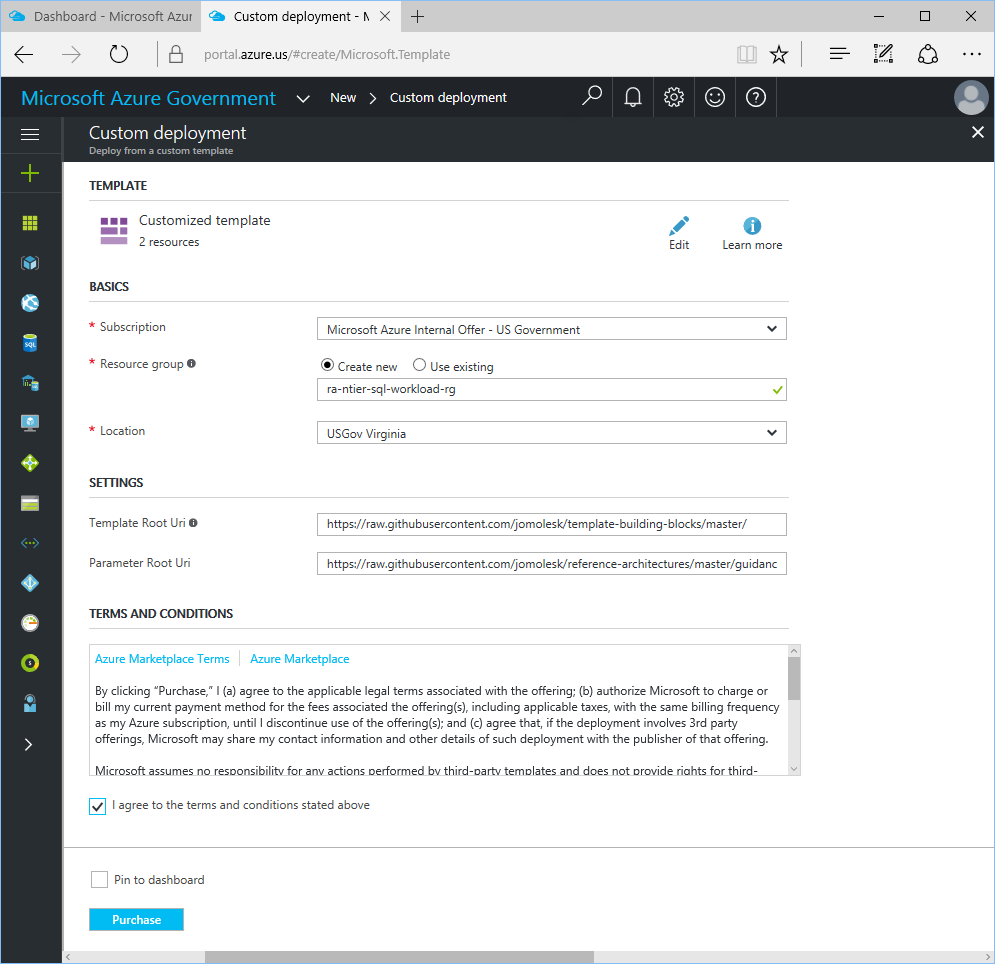 Dashboard - Microsoft Azur
Custom deployment - M
portal.azure.us/#create/Microsoft.Template
Microsoft Azure Government
New
Custom deployment
Custom deployment
Deploy from a custom template
TEMPLATE
Customized template
2 resources
Edit
Learn more
BASICS
* Subscription
Microsoft Azure Internal Offer - US Government
* Resource group
Create new
Use existing
ra-ntier-sql-workload-rg
* Location
USGov Virginia
SETTINGS
Template Root Uri
https://raw.githubusercontent.com/jomolesk/template-building-blocks/master/
Parameter Root Uri
https://raw.githubusercontent.com/jomolesk/reference-architectures/master/guidanc
TERMS AND CONDITIONS
Azure Marketplace Terms
Azure Marketplace
By clicking “Purchase,” I (a) agree to the applicable legal terms associated with the offering; (b) authorize Microsoft to charge or
bill my current payment method for the fees associated the offering(s), including applicable taxes, with the same billing frequency
as my Azure subscription, until I discontinue use of the offering(s); and (c) agree that, if the deployment involves 3rd party
offerings, Microsoft may share my contact information and other details of such deployment with the publisher of that offering.
Microsoft assumes no responsibility for any actions performed by third-party templates and does not provide rights for third-
I agree to the terms and conditions stated above
Pin to dashboard
Purchase
SQL